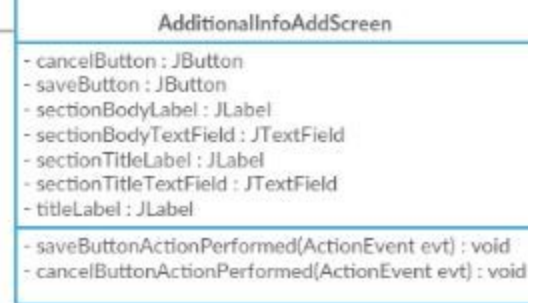 AdditionalInfoAddScreen
- cancelButton : JButton
- saveButton : JButton
- sectionBodyLabel : JLabel
- sectionBodyTextField : JTextField
- sectionTitleLabel : JLabel
- sectionTitleTextField : JTextField
- titleLabel : JLabel
- saveButtonActionPerformed(ActionEvent evt) : void
- cancelButtonActionPerformed(ActionEvent evt) : void